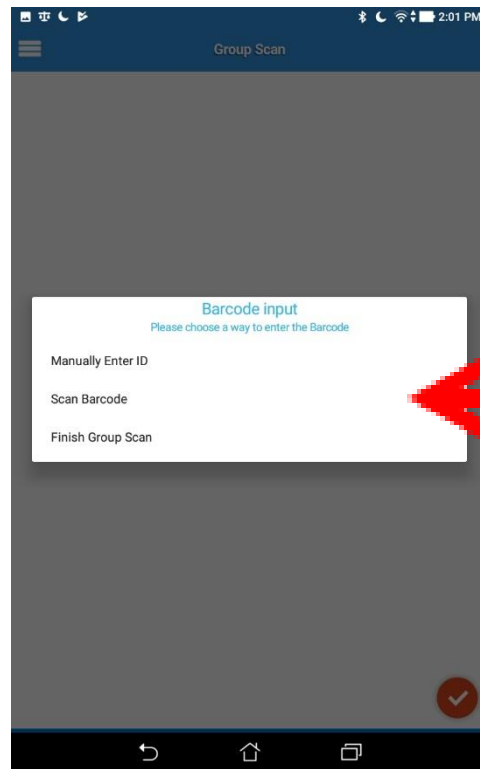 2:01 PM
Group Scan
Barcode input
Please choose a way to enter the Barcode
Manually Enter ID
Scan Barcode
Finish Group Scan